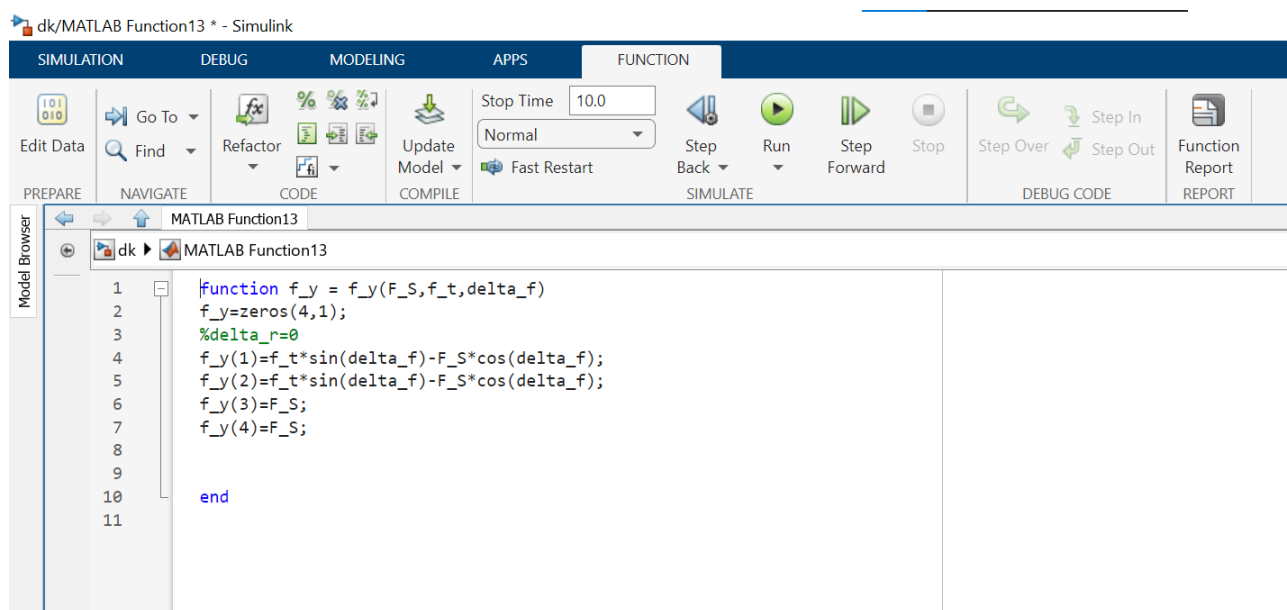 dk/MATLAB Function13 * - Simulink
SIMULATION DEBUG MODELING APPS FUNCTION
Edit Data
Go To
Find
Refactor
Update Model
Stop Time 10.0
Normal
Fast Restart
Step Back
Run
Step Forward
Stop
Step Over
Step In
Step Out
Function Report
PREPARE NAVIGATE CODE COMPILE SIMULATE DEBUG CODE REPORT
Model Browser
MATLAB Function13
dk MATLAB Function13
1 function f_y = f_y(F_S,f_t,delta_f)
2 f_y=zeros(4,1);
3 %delta_r=0
4 f_y(1)=f_t*sin(delta_f)-F_S*cos(delta_f);
5 f_y(2)=f_t*sin(delta_f)-F_S*cos(delta_f);
6 f_y(3)=F_S;
7 f_y(4)=F_S;
8
9
10 end
11